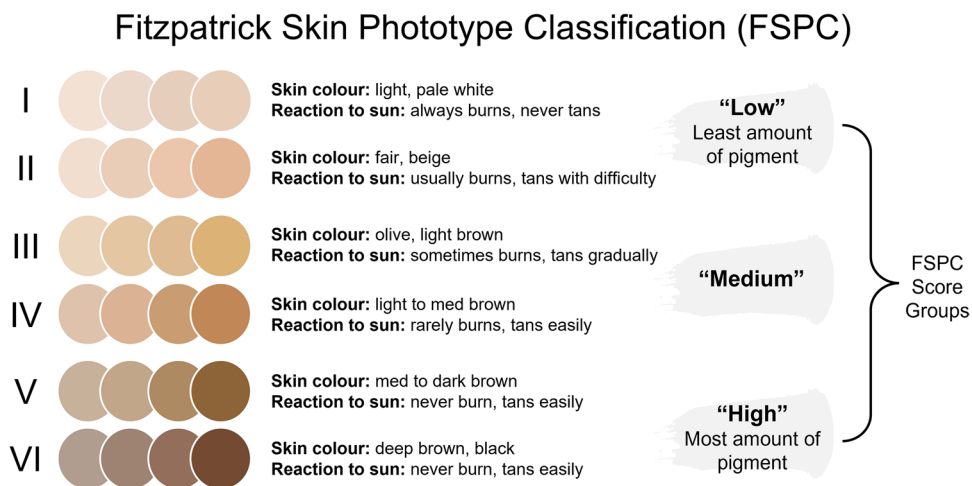 Fitzpatrick Skin Phototype Classification (FSPC)
I
Skin colour: light, pale white
Reaction to sun: always burns, never tans
II
Skin colour: fair, beige
Reaction to sun: usually burns, tans with difficulty
“Low”
Least amount
of pigment
III
Skin colour: olive, light brown
Reaction to sun: sometimes burns, tans gradually
IV
Skin colour: light to med brown
Reaction to sun: rarely burns, tans easily
“Medium”
V
Skin colour: med to dark brown
Reaction to sun: never burn, tans easily
VI
Skin colour: deep brown, black
Reaction to sun: never burn, tans easily
“High”
Most amount of
pigment
FSPC
Score
Groups